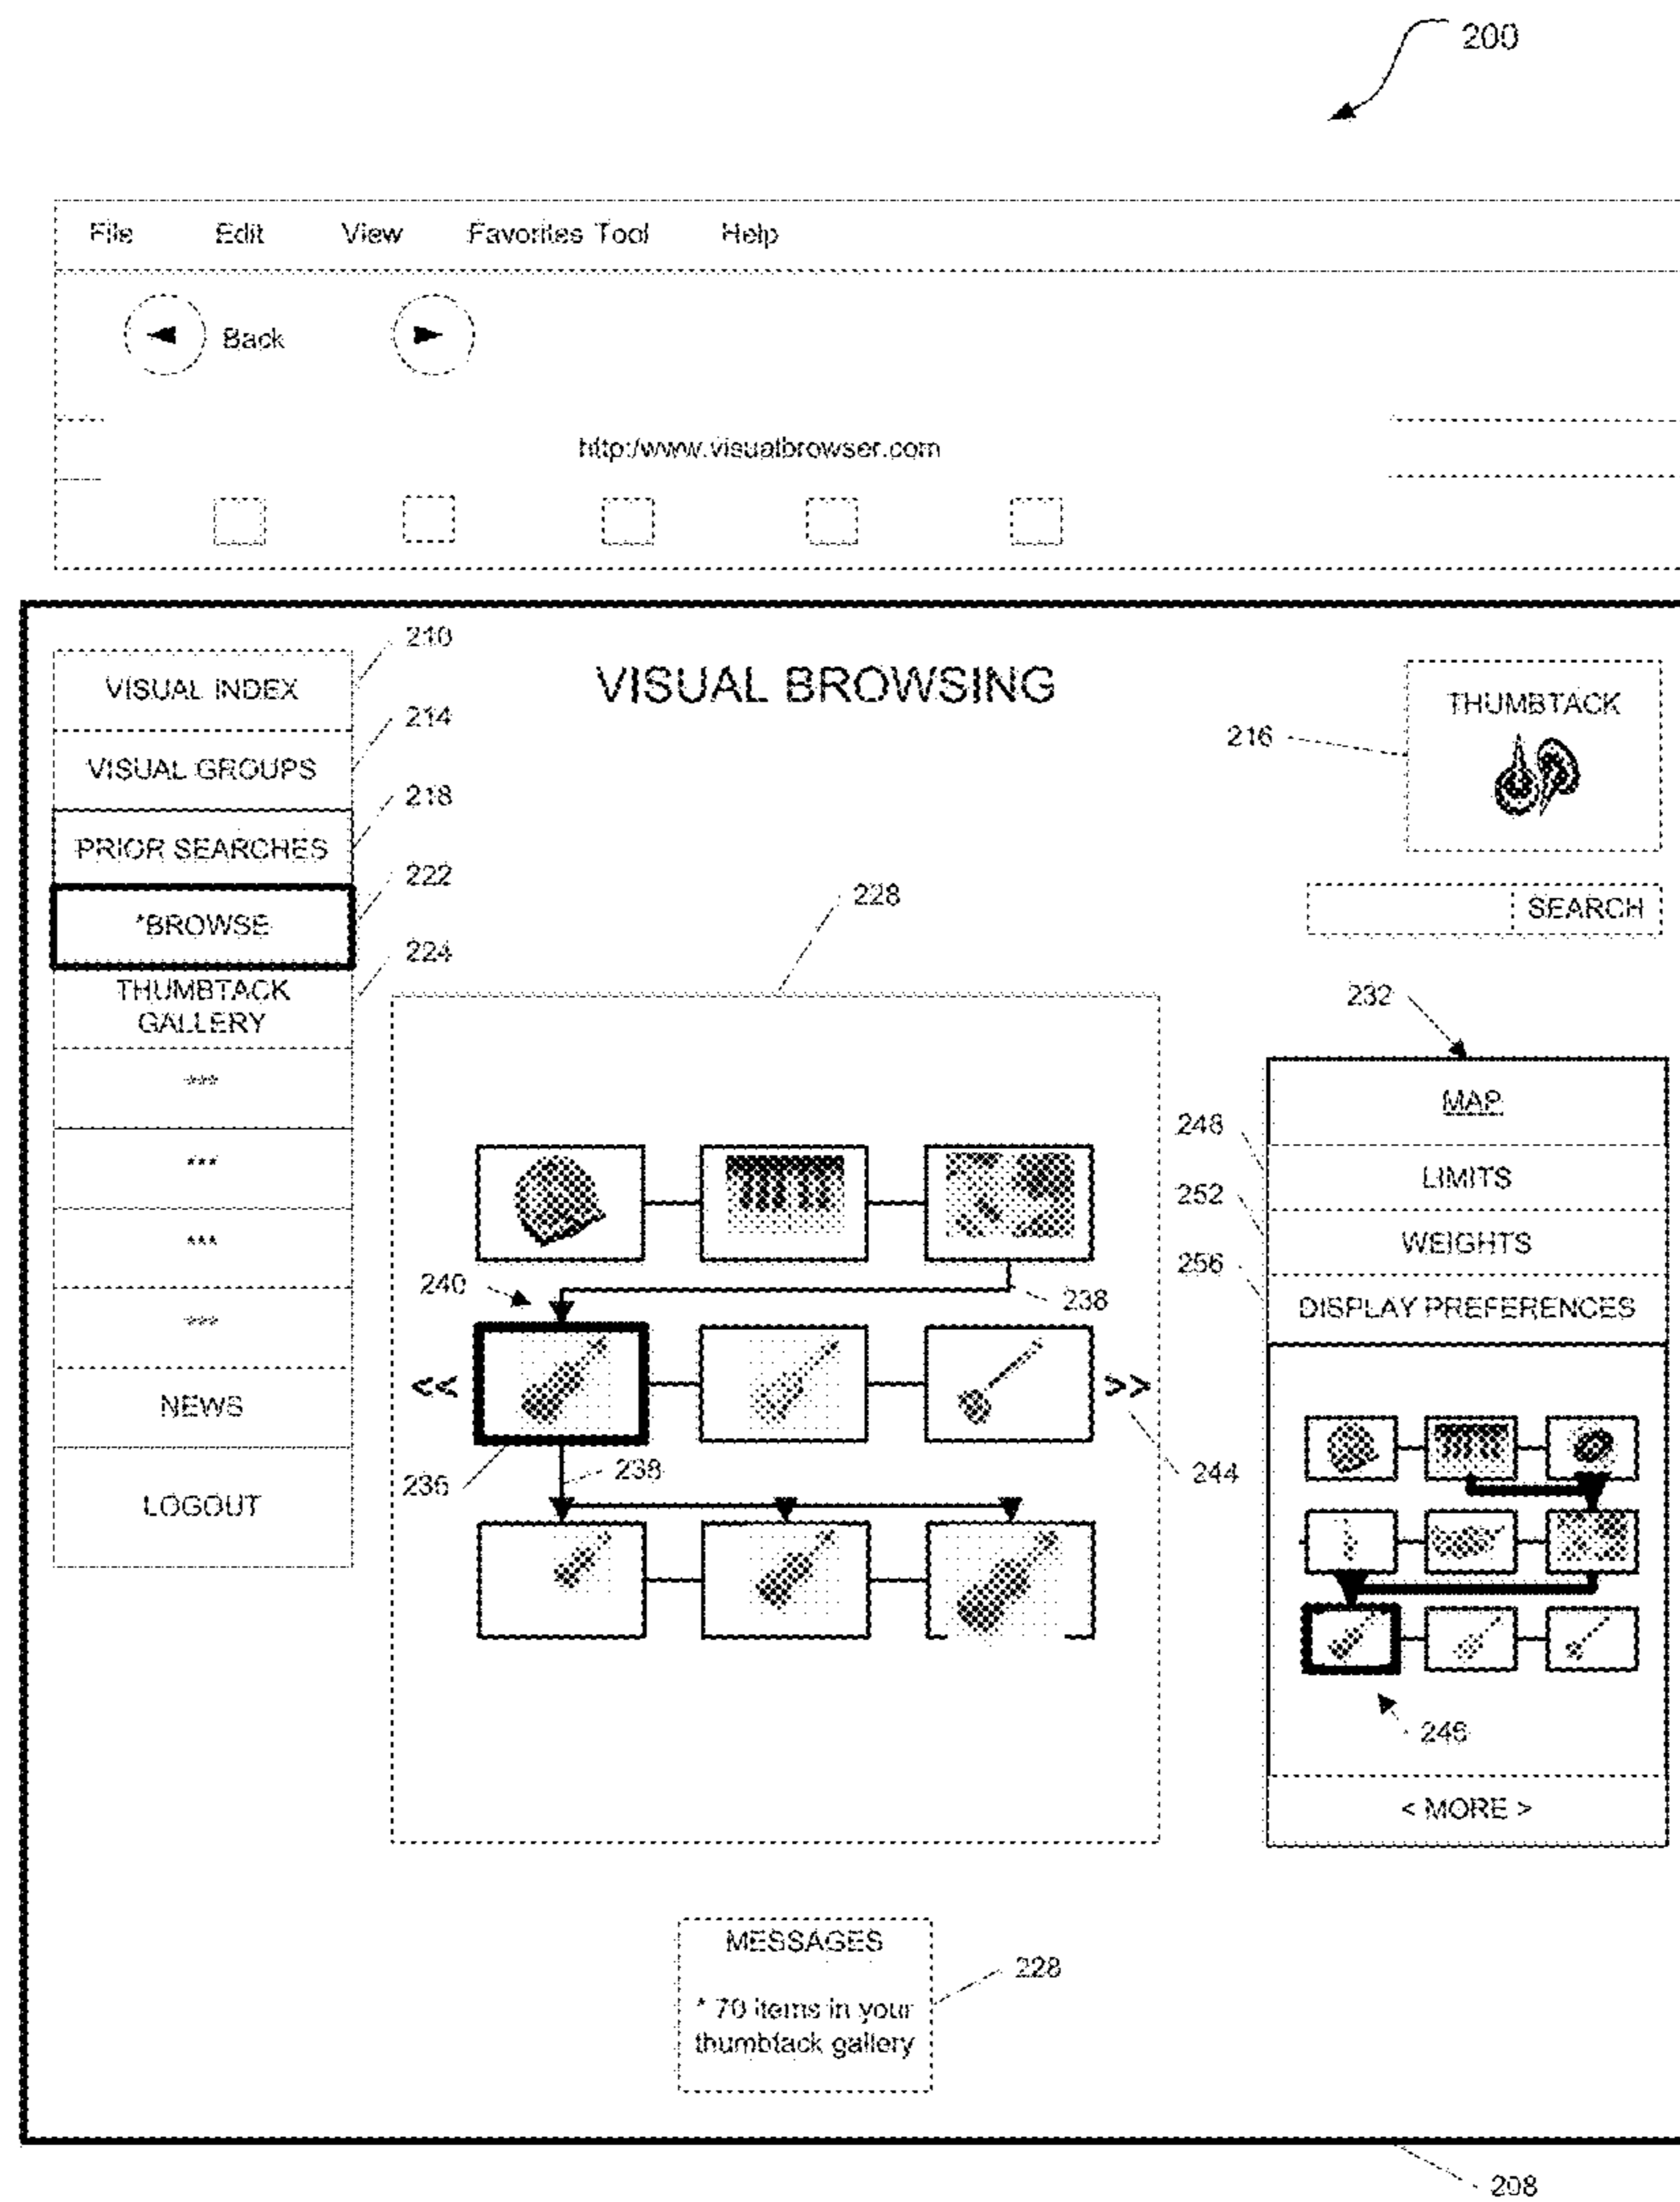 200
File Edit View Favorites Tool Help
Back
http:/www.visualbrowser.com
210
VISUAL INDEX
VISUAL BROWSING
THUMBTACK
214
216
VISUAL GROUPS
218
PRIOR SEARCHES
222
228
*BROWSE
SEARCH
224
THUMBTACK
GALLERY
232
***
MAP
248
***
LIMITS
252
***
WEIGHTS
256
240
238
DISPLAY PREFERENCES
***
<< >>
NEWS
236
238
244
LOGOUT
246
< MORE >
MESSAGES
228
* 70 items in your
thumbtack gallery
208